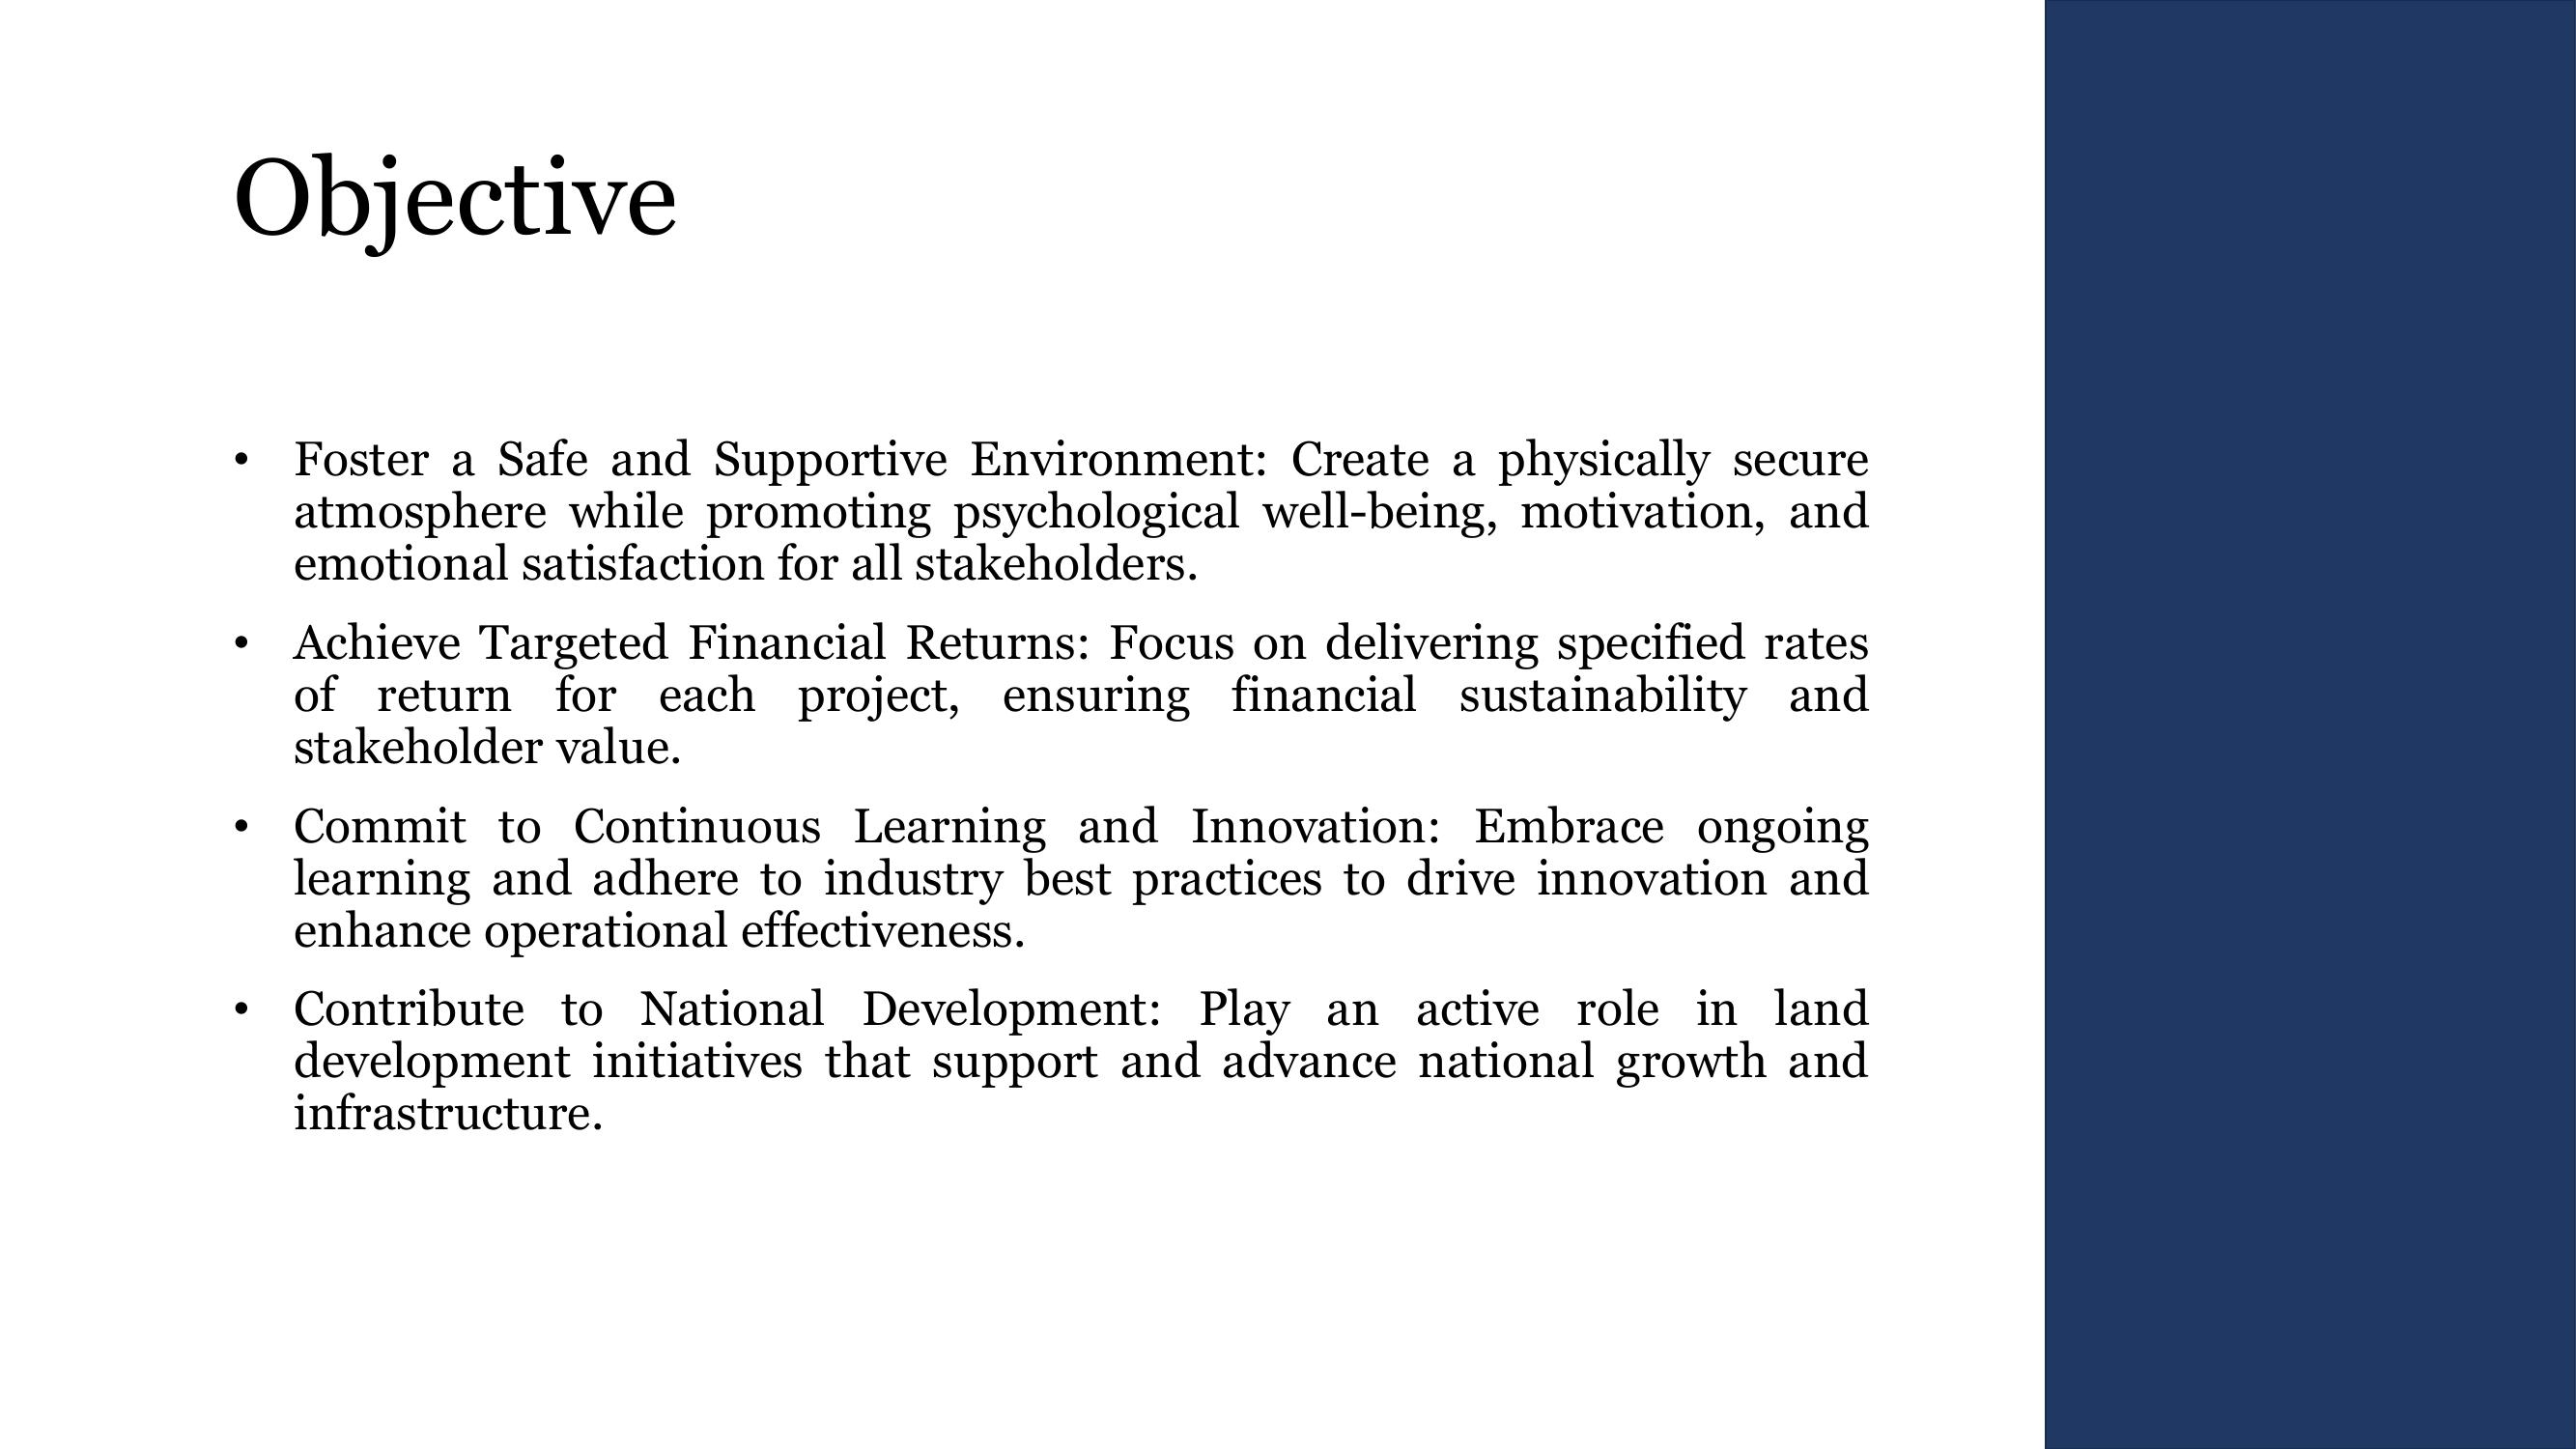 Objective
• Foster a Safe and Supportive Environment: Create a physically secure
atmosphere while promoting psychological well-being, motivation, and
emotional satisfaction for all stakeholders.
• Achieve Targeted Financial Returns: Focus on delivering specified rates
of return for each project, ensuring financial sustainability and
stakeholder value.
• Commit to Continuous Learning and Innovation: Embrace ongoing
learning and adhere to industry best practices to drive innovation and
enhance operational effectiveness.
• Contribute to National Development: Play an active role in land
development initiatives that support and advance national growth and
infrastructure.